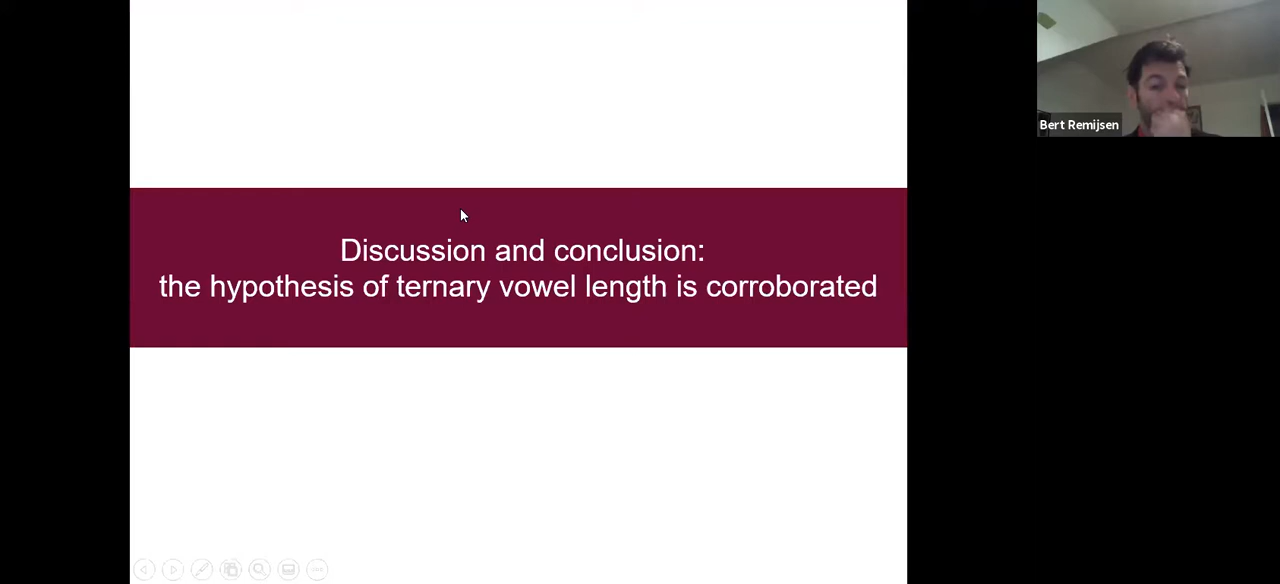 Discussion and conclusion:
the hypothesis of ternary vowel length is corroborated
Bert Remijsen